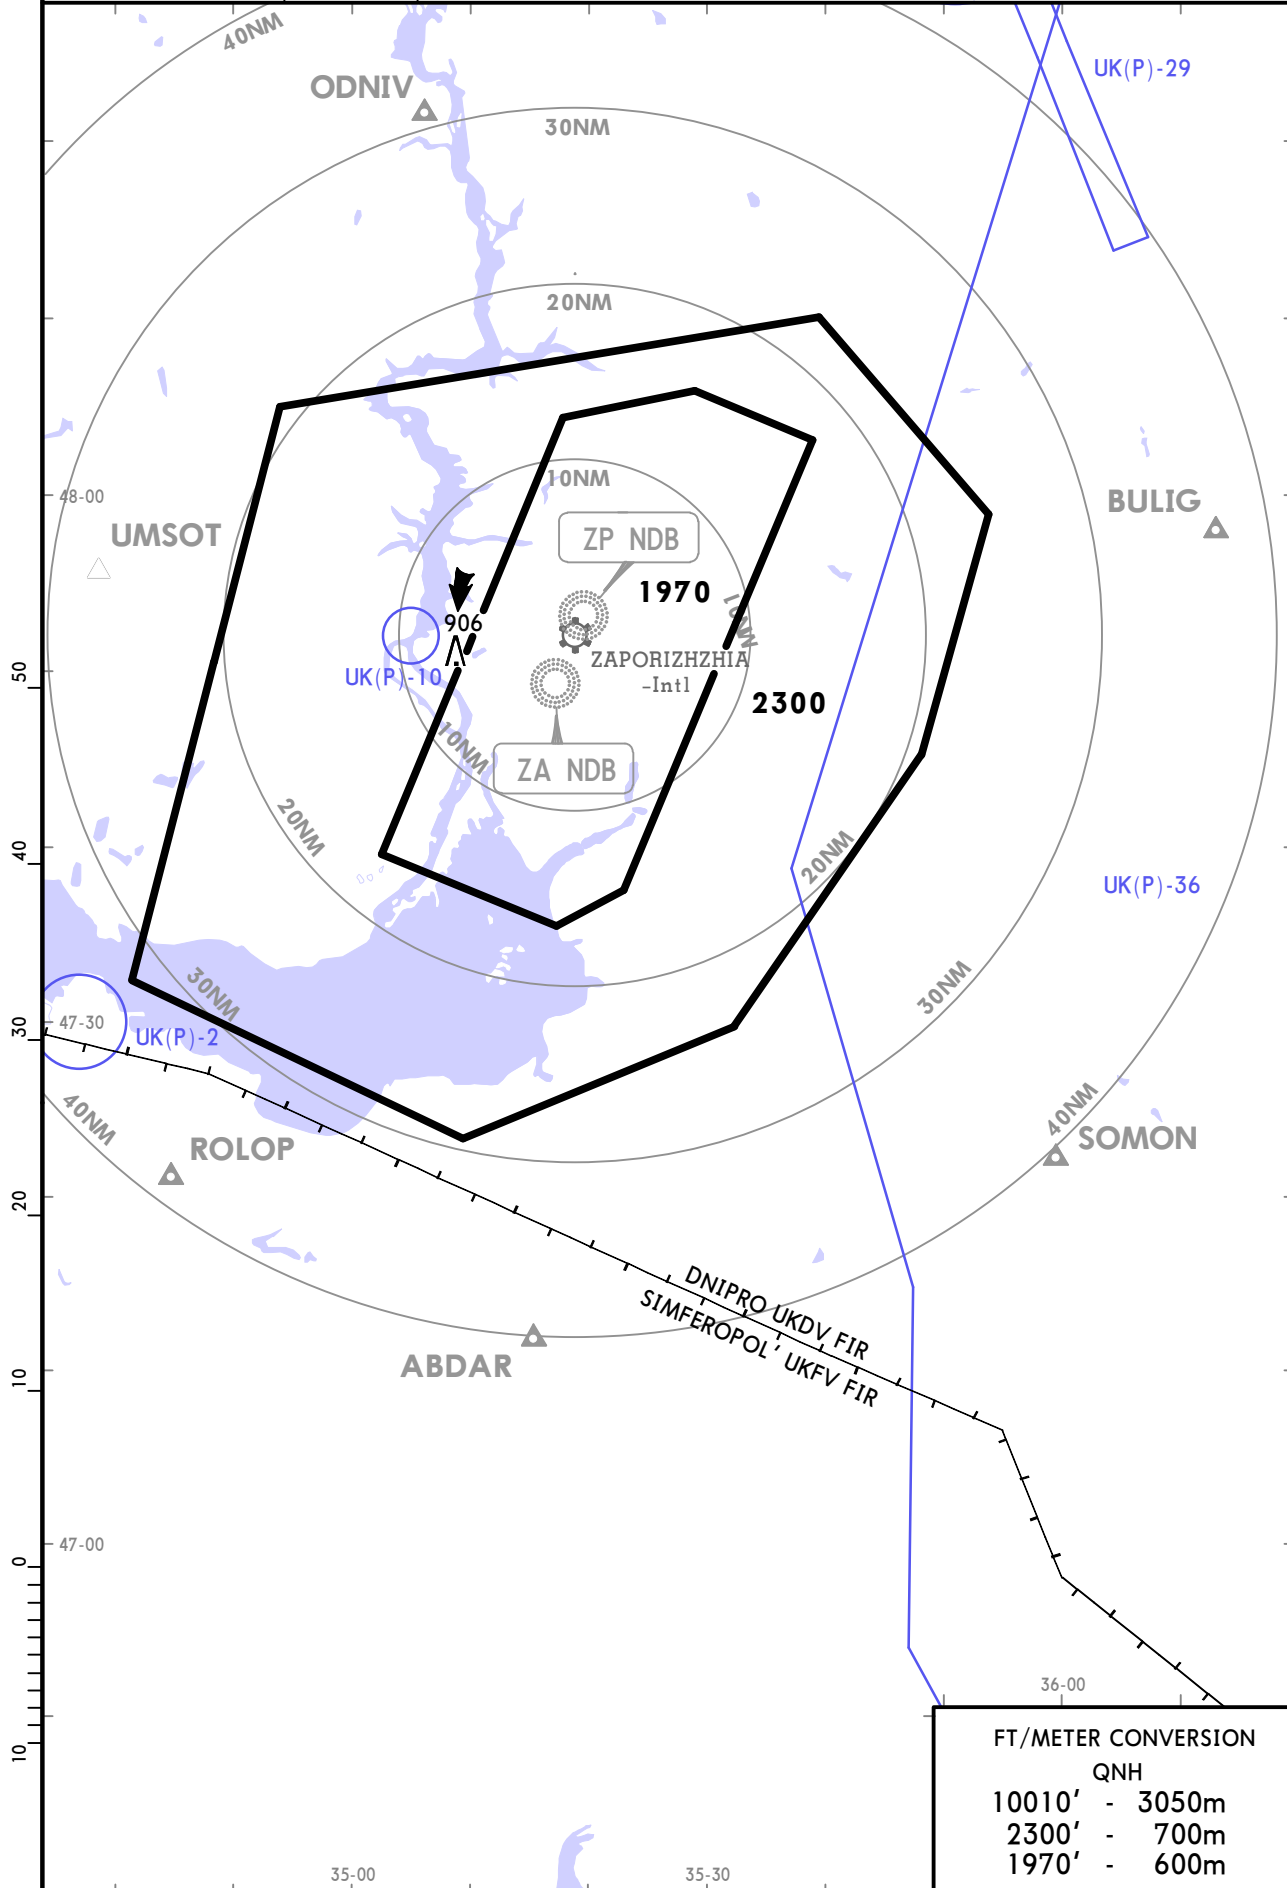 40NM
UK(P)-29
ODNIV
30NM
20NM
48-00
UMSOT
10NM
BULIG
ZP NDB
1970
10NM
906
ZAPORIZHZHIA
-Intl
UK(P)-10
50
2300
10NM
ZA NDB
20NM
20NM
40
UK(P)-36
30NM
30NM
47-30
30
UK(P)-2
40NM
40NM
ROLOP
SOMON
20
DNIPRO UKDV FIR
SIMFEROPOL' UKFV FIR
ABDAR
10
47-00
0
36-00
10
FT/METER CONVERSION
QNH
10010' - 3050m
2300' - 700m
1970' - 600m
35-00
35-30